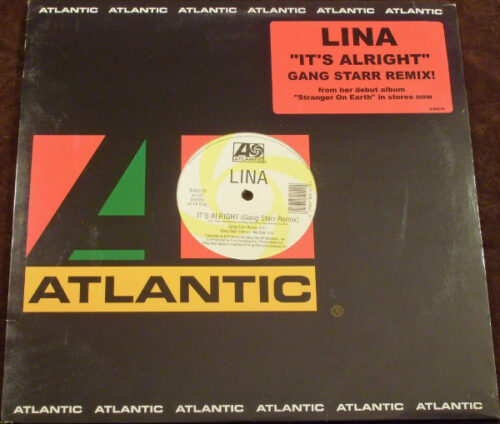 ATLANTIC ATLANTIC ATLANTIC ATLANTIC ATLANTIC ATLANTIC
LINA
"IT'S ALRIGHT"
GANG STARR REMIX!
from her debut album
"Stranger On Earth" in stores now
ATLANTIC
LINA
IT'S ALRIGHT (Gang Starr Remix)
ATLANTIC
®
ATLANTIC ATLANTIC ATLANTIC ATLANTIC ATLANTIC ATLANTIC